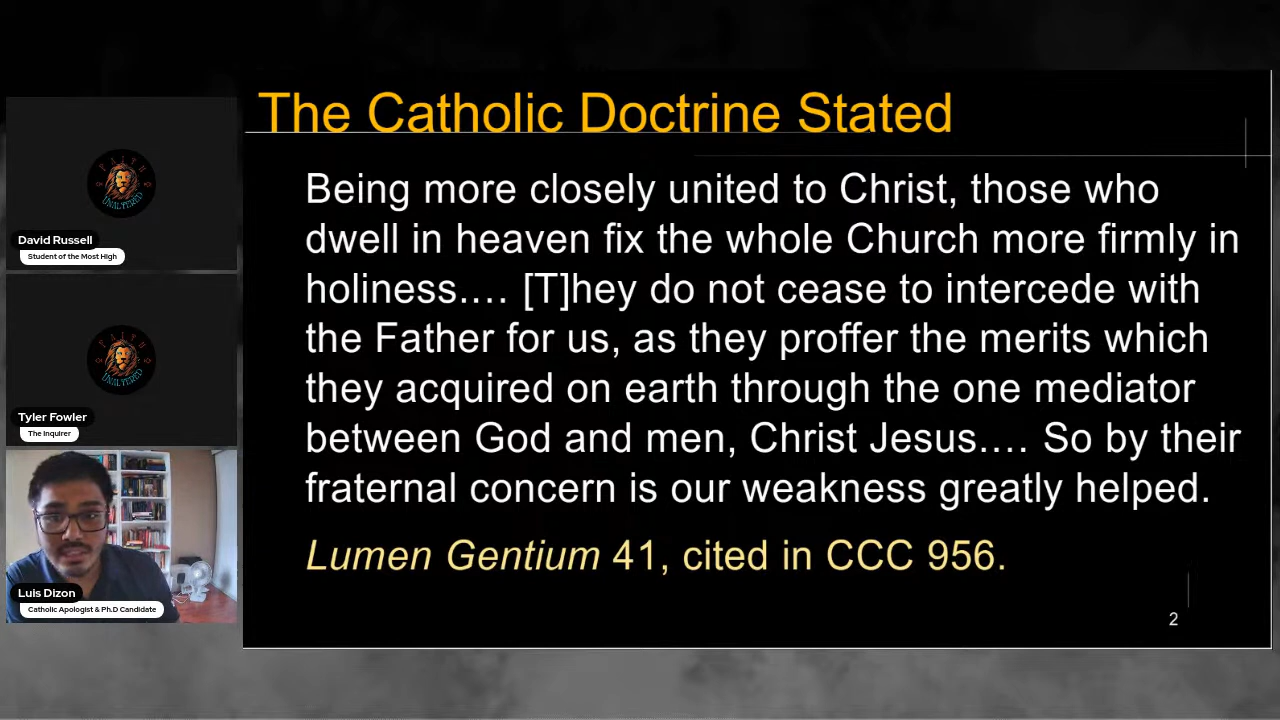 The Catholic Doctrine Stated
Being more closely united to Christ, those who
dwell in heaven fix the whole Church more firmly in
holiness.… [T]hey do not cease to intercede with
the Father for us, as they proffer the merits which
they acquired on earth through the one mediator
between God and men, Christ Jesus.… So by their
fraternal concern is our weakness greatly helped.
Lumen Gentium 41, cited in CCC 956.
2
FAITH
UNALTERED
David Russell
Student of the Most High
FAITH
UNALTERED
Tyler Fowler
The Inquirer
Luis Dizon
Catholic Apologist & Ph.D Candidate